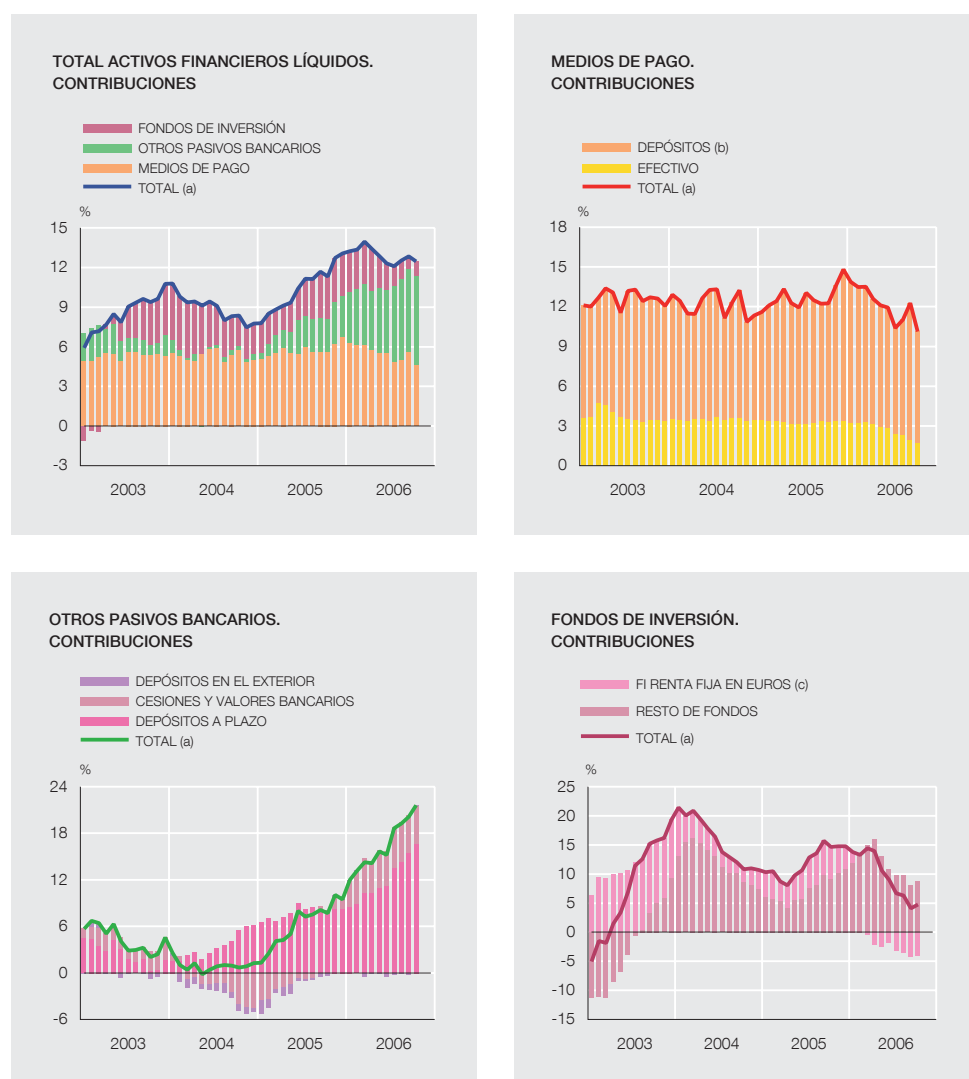 TOTAL ACTIVOS FINANCIEROS LÍQUIDOS.
CONTRIBUCIONES
FONDOS DE INVERSIÓN
OTROS PASIVOS BANCARIOS
MEDIOS DE PAGO
TOTAL (a)
%
15
12
9
6
3
0
-3
2003 2004 2005 2006
MEDIOS DE PAGO.
CONTRIBUCIONES
DEPÓSITOS (b)
EFECTIVO
TOTAL (a)
%
18
15
12
9
6
3
0
2003 2004 2005 2006
OTROS PASIVOS BANCARIOS.
CONTRIBUCIONES
DEPÓSITOS EN EL EXTERIOR
CESIONES Y VALORES BANCARIOS
DEPÓSITOS A PLAZO
TOTAL (a)
%
24
18
12
6
0
-6
2003 2004 2005 2006
FONDOS DE INVERSIÓN.
CONTRIBUCIONES
FI RENTA FIJA EN EUROS (c)
RESTO DE FONDOS
TOTAL (a)
%
25
20
15
10
5
0
-5
-10
-15
2003 2004 2005 2006